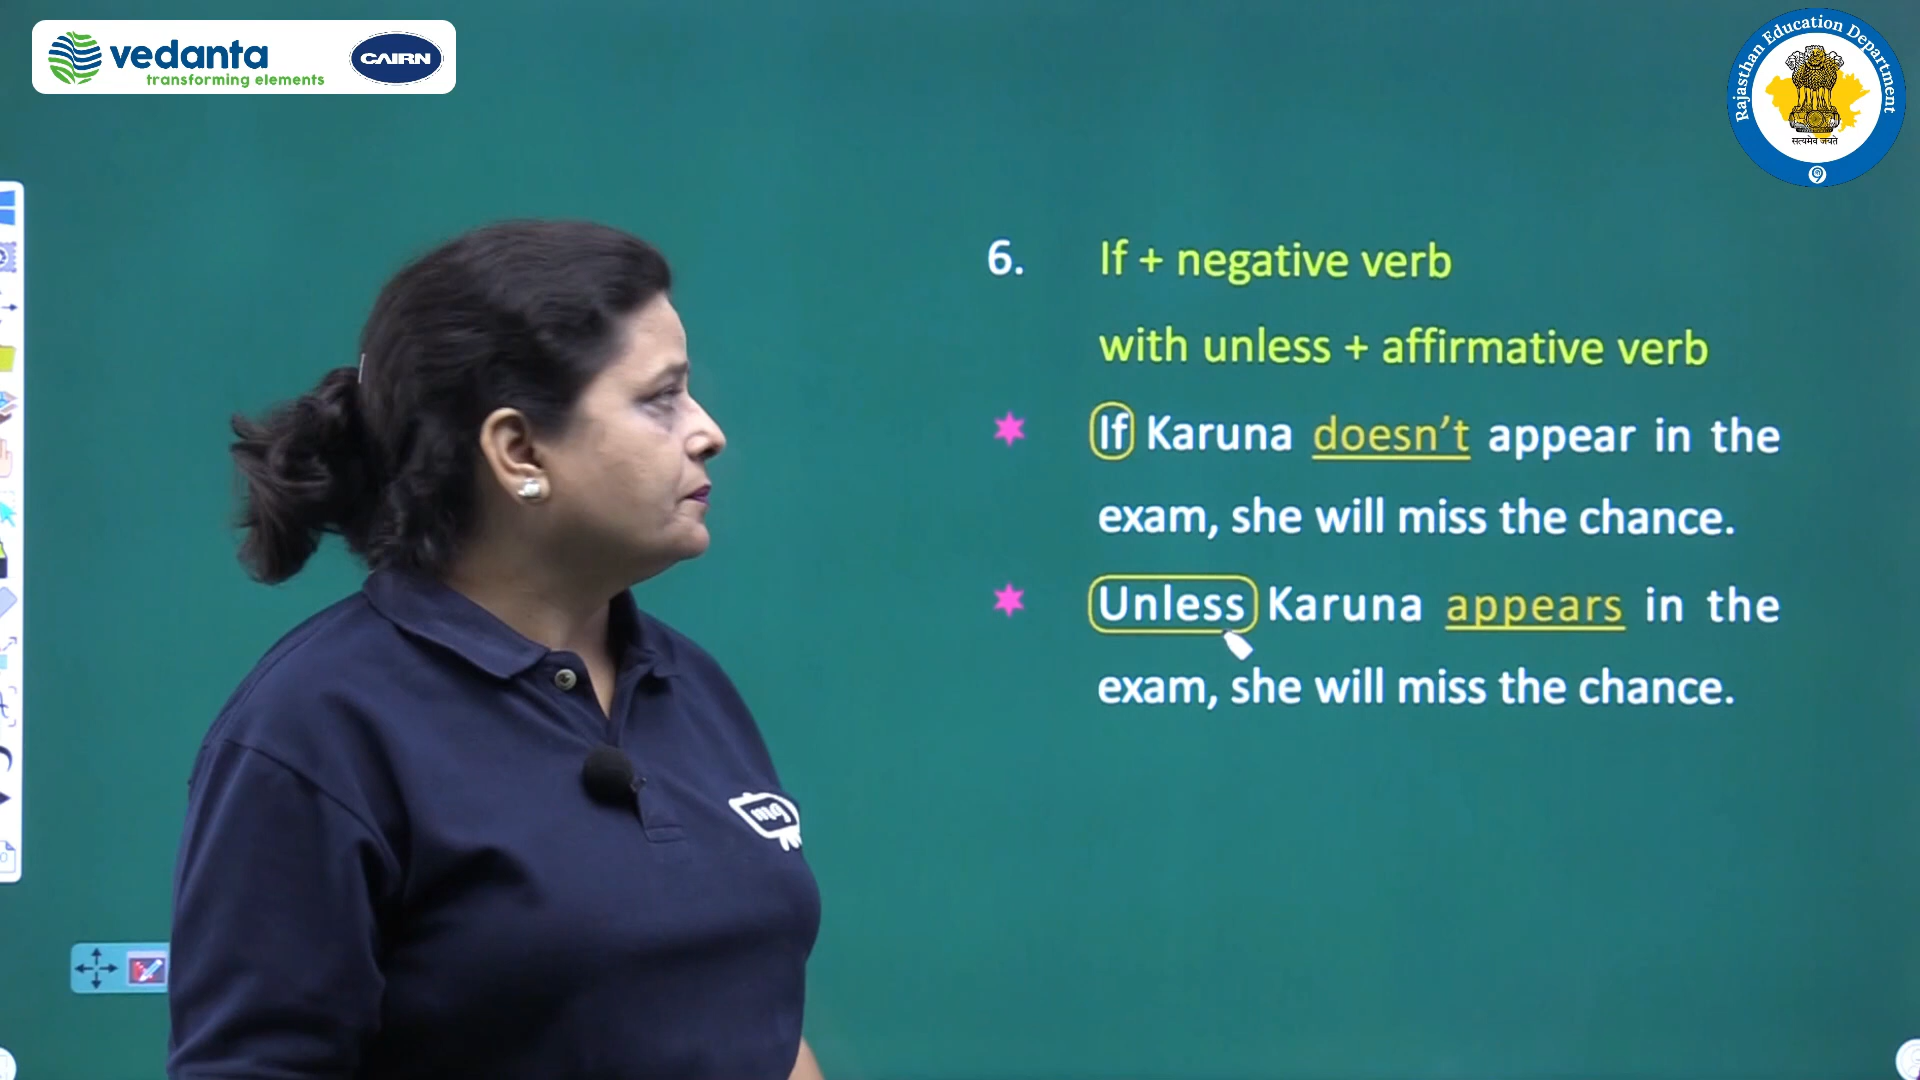 vedanta
transforming elements
CAIRN
Rajasthan Education Department
सत्यमेव जयते
6. If + negative verb
with unless + affirmative verb
If Karuna doesn't appear in the
exam, she will miss the chance.
Unless Karuna appears in the
exam, she will miss the chance.